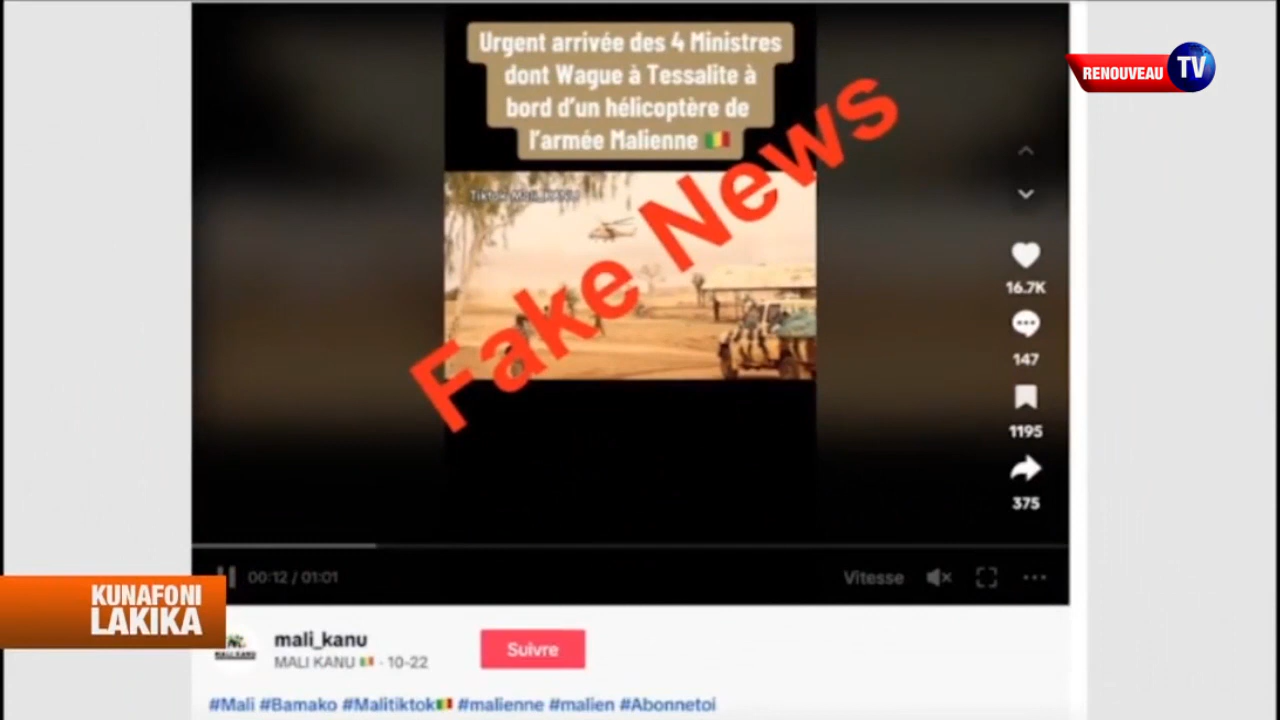 Urgent arrivée des 4 Ministres
dont Wague à Tessalite à
bord d'un hélicoptère de
l'armée Malienne
RENOUVEAU TV
Fake News
16.7K
147
1195
375
00:12 / 01:01
Vitesse
KUNAFONI
LAKIKA
mali_kanu
MALI KANU · 10-22
Suivre
#Mali #Bamako #Malitiktok #malienne #malien #Abonnetoi